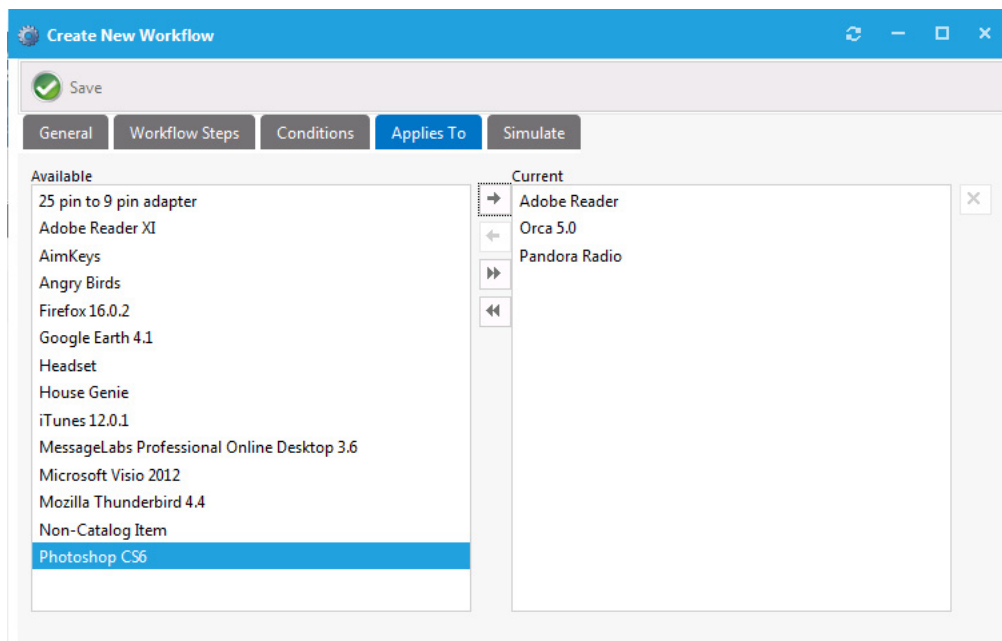 Create New Workflow
Save
General Workflow Steps Conditions Applies To Simulate
Available
25 pin to 9 pin adapter
Adobe Reader XI
AimKeys
Angry Birds
Firefox 16.0.2
Google Earth 4.1
Headset
House Genie
iTunes 12.0.1
MessageLabs Professional Online Desktop 3.6
Microsoft Visio 2012
Mozilla Thunderbird 4.4
Non-Catalog Item
Photoshop CS6
Current
Adobe Reader
Orca 5.0
Pandora Radio